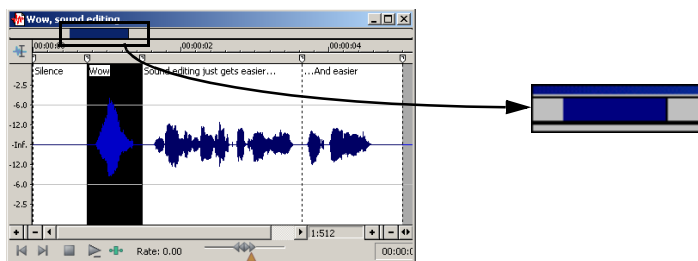 Wow, sound editing...
00:00:00 00:00:02 00:00:04
Silence Wow Sound editing just gets easier... ...And easier
-2.5
-6.0
-12.0
-Inf.
-12.0
-6.0
-2.5
1:512
Rate: 0.00 00:00:0